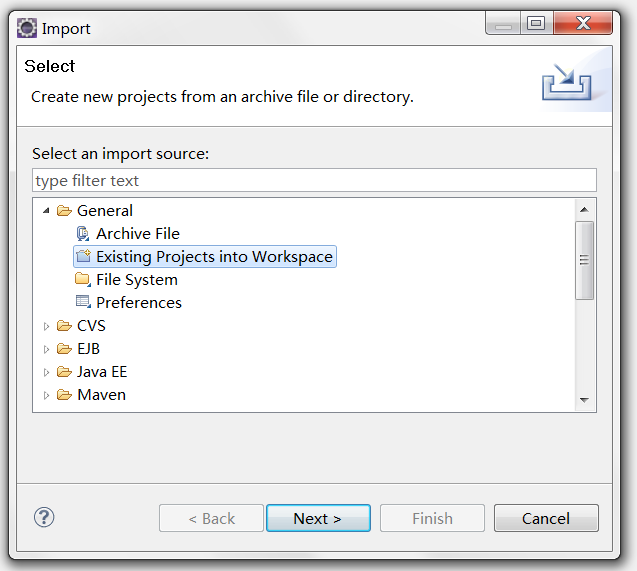 Import
Select
Create new projects from an archive file or directory.
Select an import source:
type filter text
General
Archive File
Existing Projects into Workspace
File System
Preferences
CVS
EJB
Java EE
Maven
?
< Back
Next >
Finish
Cancel